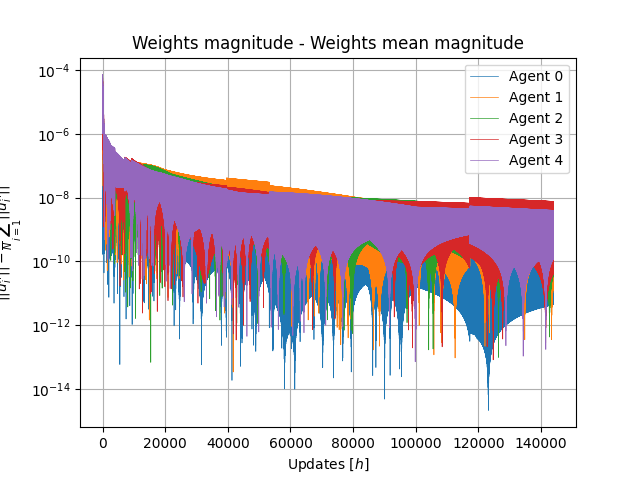 Weights magnitude - Weights mean magnitude
10⁻⁴
10⁻⁶
10⁻⁸
10⁻¹⁰
10⁻¹²
10⁻¹⁴
Agent 0
Agent 1
Agent 2
Agent 3
Agent 4
0 20000 40000 60000 80000 100000 120000 140000
Updates [h]